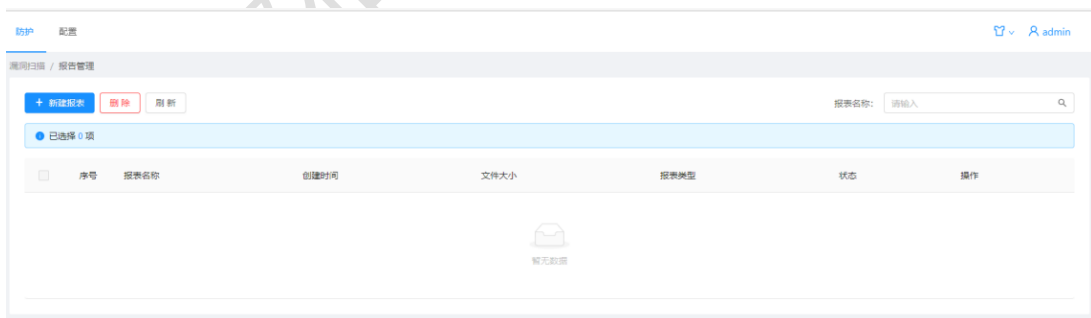 防护 配置 admin
漏洞扫描 / 报告管理
+ 新建报表 删除 刷新 报表名称: 请输入
已选择 0 项
序号 报表名称 创建时间 文件大小 报表类型 状态 操作
暂无数据